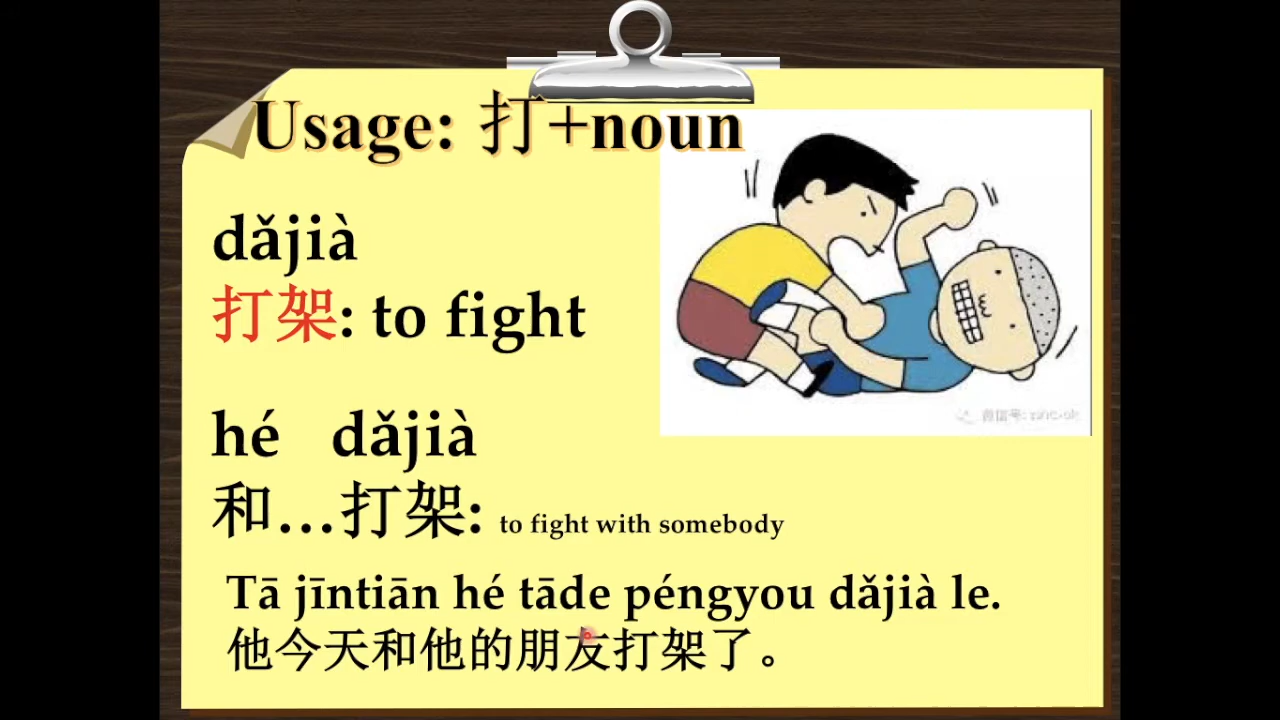 Usage: 打+noun
dǎjià
打架: to fight
hé dǎjià
和…打架: to fight with somebody
Tā jīntiān hé tāde péngyou dǎjià le.
他今天和他的朋友打架了。